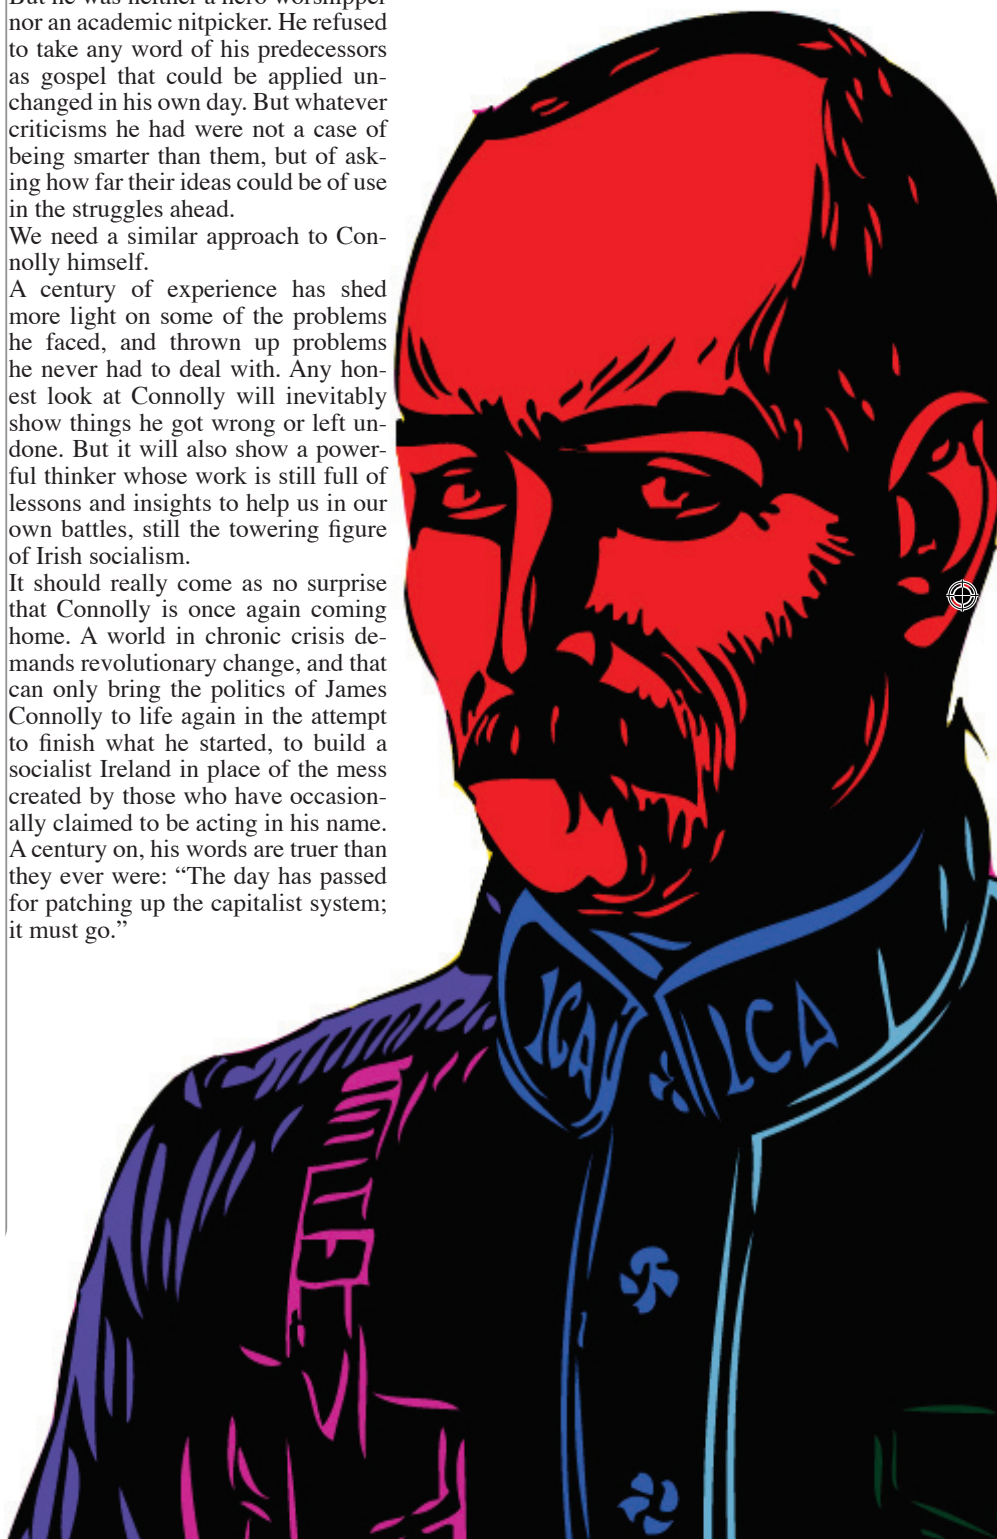 But he was neither a hero worshipper
nor an academic nitpicker. He refused
to take any word of his predecessors
as gospel that could be applied un-
changed in his own day. But whatever
criticisms he had were not a case of
being smarter than them, but of ask-
ing how far their ideas could be of use
in the struggles ahead.
We need a similar approach to Con-
nolly himself.
A century of experience has shed
more light on some of the problems
he faced, and thrown up problems
he never had to deal with. Any hon-
est look at Connolly will inevitably
show things he got wrong or left un-
done. But it will also show a power-
ful thinker whose work is still full of
lessons and insights to help us in our
own battles, still the towering figure
of Irish socialism.
It should really come as no surprise
that Connolly is once again coming
home. A world in chronic crisis de-
mands revolutionary change, and that
can only bring the politics of James
Connolly to life again in the attempt
to finish what he started, to build a
socialist Ireland in place of the mess
created by those who have occasion-
ally claimed to be acting in his name.
A century on, his words are truer than
they ever were: “The day has passed
for patching up the capitalist system;
it must go.”
ICA
ICA